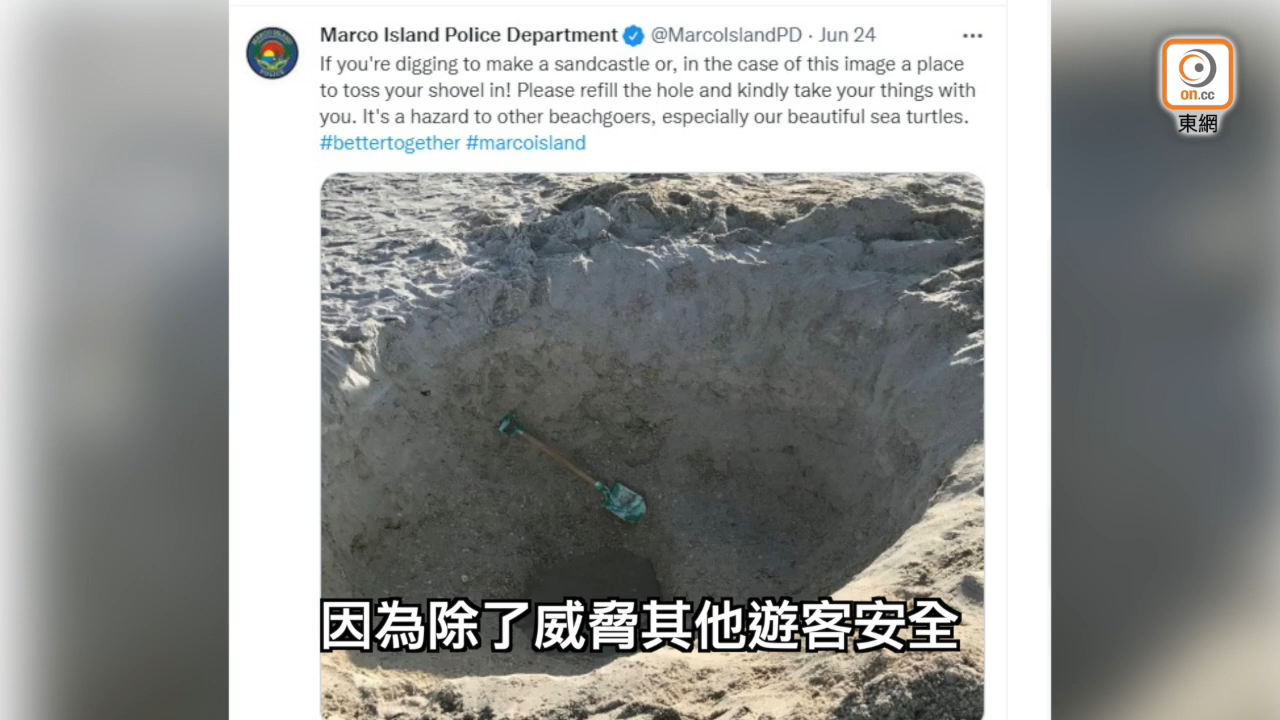 Marco Island Police Department @MarcoIslandPD · Jun 24
If you're digging to make a sandcastle or, in the case of this image a place
to toss your shovel in! Please refill the hole and kindly take your things with
you. It's a hazard to other beachgoers, especially our beautiful sea turtles.
#bettertogether #marcoisland
on.cc
東網
因為除了威脅其他遊客安全